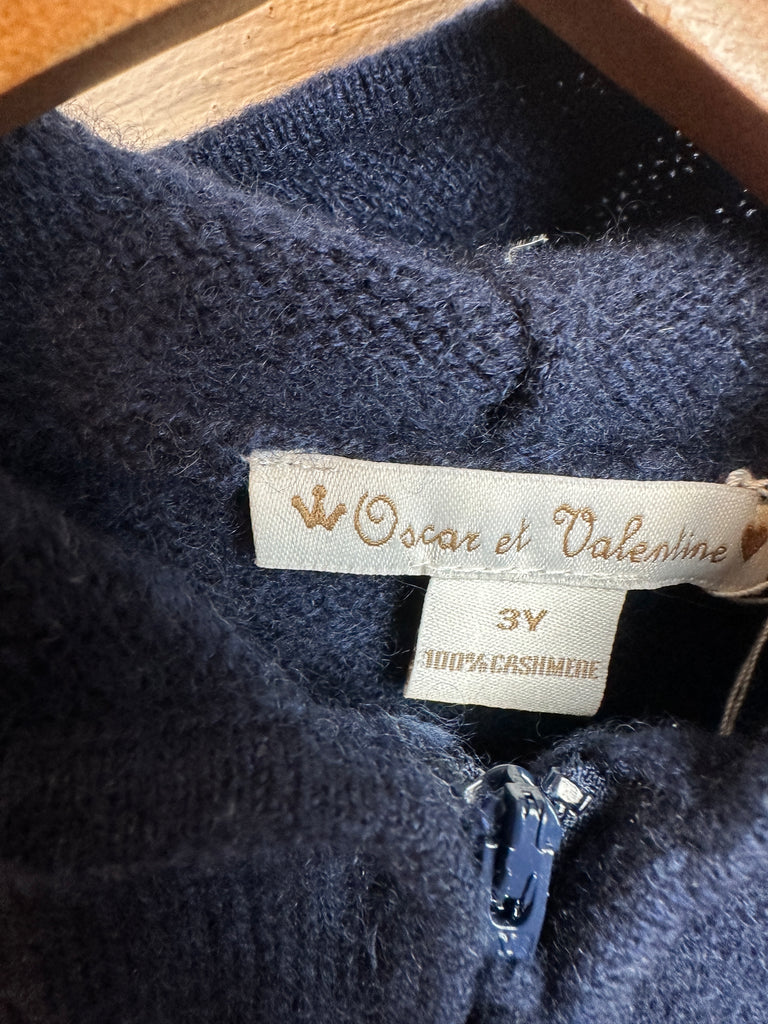 Oscar et Valentine
3Y
100% CASHMERE